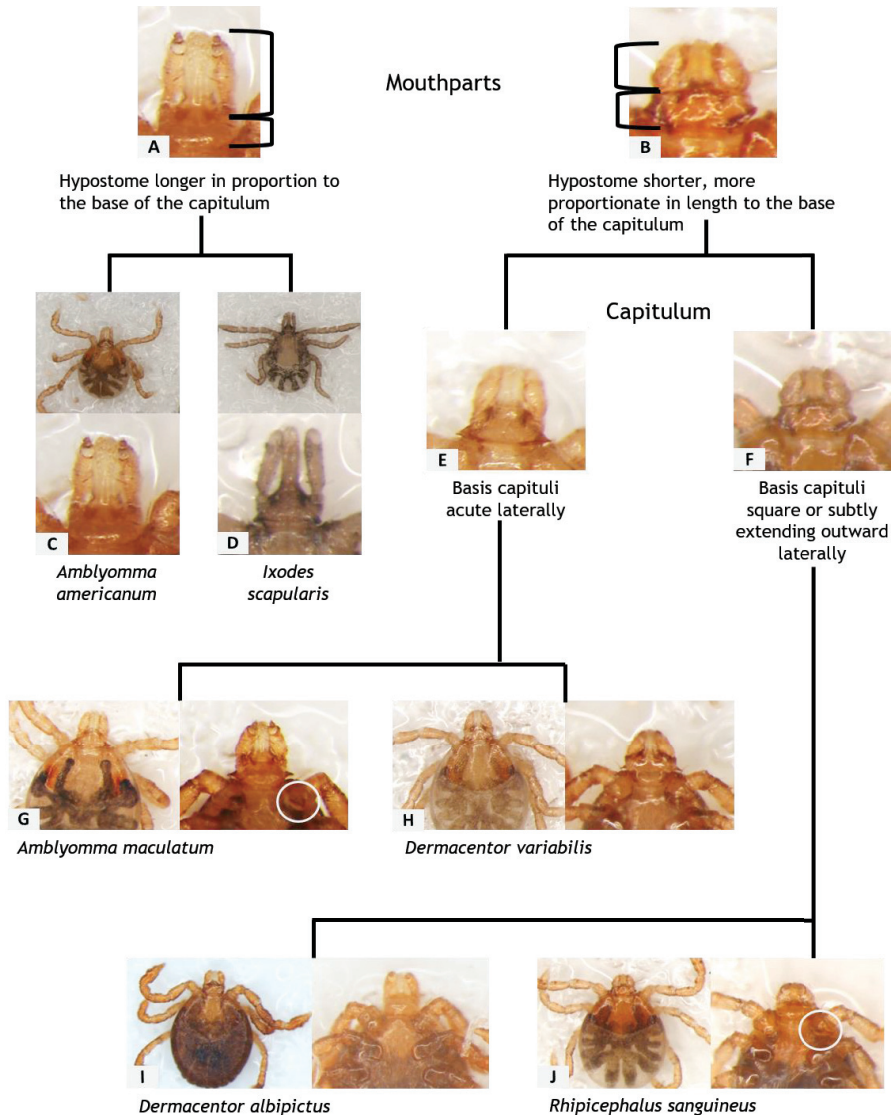 Mouthparts
A
B
Hypostome longer in proportion to
the base of the capitulum
Hypostome shorter, more
proportionate in length to the base
of the capitulum
Capitulum
C
D
E
F
Amblyomma
americanum
Ixodes
scapularis
Basis capituli
acute laterally
Basis capituli
square or subtly
extending outward
laterally
G
H
Amblyomma maculatum
Dermacentor variabilis
I
J
Dermacentor albipictus
Rhipicephalus sanguineus